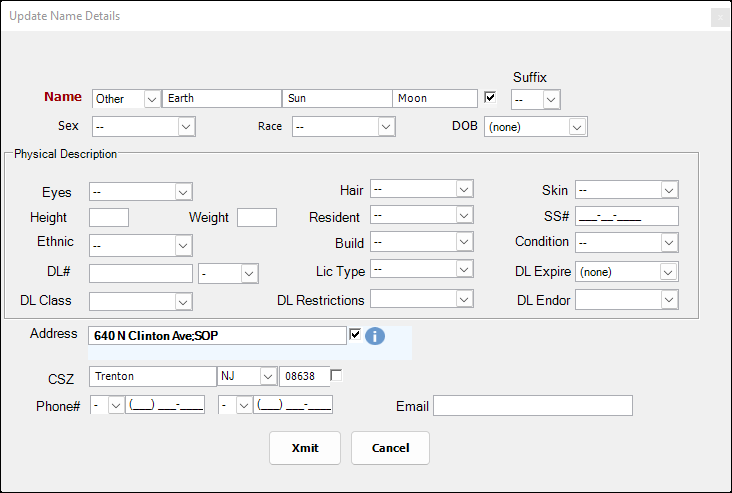 Update Name Details
Suffix
Name Other Earth Sun Moon --
Sex -- Race -- DOB (none)
Physical Description
Eyes -- Hair -- Skin --
Height Weight Resident -- SS# ___-__-____
Ethnic -- Build -- Condition --
DL# - Lic Type -- DL Expire (none)
DL Class DL Restrictions DL Endor
Address 640 N Clinton Ave;SOP
CSZ Trenton NJ 08638
Phone# - (___) ___-____ - (___) ___-____ Email
Xmit Cancel